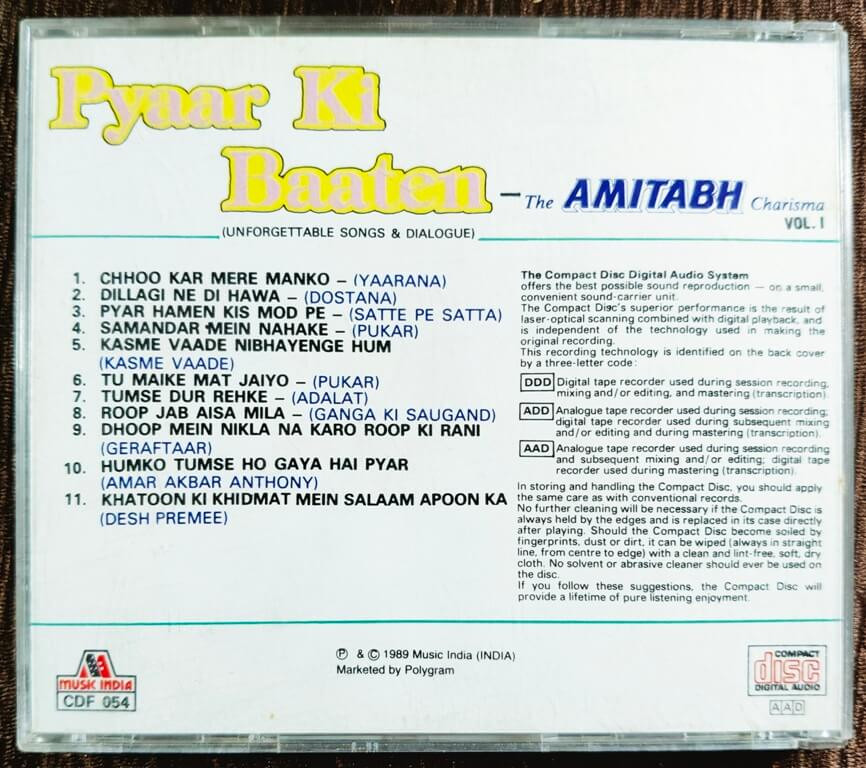 Pyaar Ki
Baaten – The AMITABH Charisma
VOL. I
(UNFORGETTABLE SONGS & DIALOGUE)
1. CHHOO KAR MERE MANKO – (YAARANA)
2. DILLAGI NE DI HAWA – (DOSTANA)
3. PYAR HAMEN KIS MOD PE – (SATTE PE SATTA)
4. SAMANDAR MEIN NAHAKE – (PUKAR)
5. KASME VAADE NIBHAYENGE HUM
(KASME VAADE)
6. TU MAIKE MAT JAIYO – (PUKAR)
7. TUMSE DUR REHKE – (ADALAT)
8. ROOP JAB AISA MILA – (GANGA KI SAUGAND)
9. DHOOP MEIN NIKLA NA KARO ROOP KI RANI
(GERAFTAAR)
10. HUMKO TUMSE HO GAYA HAI PYAR
(AMAR AKBAR ANTHONY)
11. KHATOON KI KHIDMAT MEIN SALAAM APOON KA
(DESH PREMEE)
The Compact Disc Digital Audio System
offers the best possible sound reproduction — on a small,
convenient sound-carrier unit.
The Compact Disc's superior performance is the result of
laser-optical scanning combined with digital playback, and
is independent of the technology used in making the
original recording.
This recording technology is identified on the back cover
by a three-letter code:
DDD Digital tape recorder used during session recording,
mixing and/or editing, and mastering (transcription).
ADD Analogue tape recorder used during session recording;
digital tape recorder used during subsequent mixing
and/or editing and during mastering (transcription).
AAD Analogue tape recorder used during session recording
and subsequent mixing and/or editing; digital tape
recorder used during mastering (transcription).
In storing and handling the Compact Disc, you should apply
the same care as with conventional records.
No further cleaning will be necessary if the Compact Disc is
always held by the edges and is replaced in its case directly
after playing. Should the Compact Disc become soiled by
fingerprints, dust or dirt, it can be wiped (always in straight
line, from centre to edge) with a clean and lint-free, soft, dry
cloth. No solvent or abrasive cleaner should ever be used on
the disc.
If you follow these suggestions, the Compact Disc will
provide a lifetime of pure listening enjoyment.
MUSIC INDIA
CDF 054
Ⓟ & © 1989 Music India (INDIA)
Marketed by Polygram
COMPACT
disc
DIGITAL AUDIO
AAD